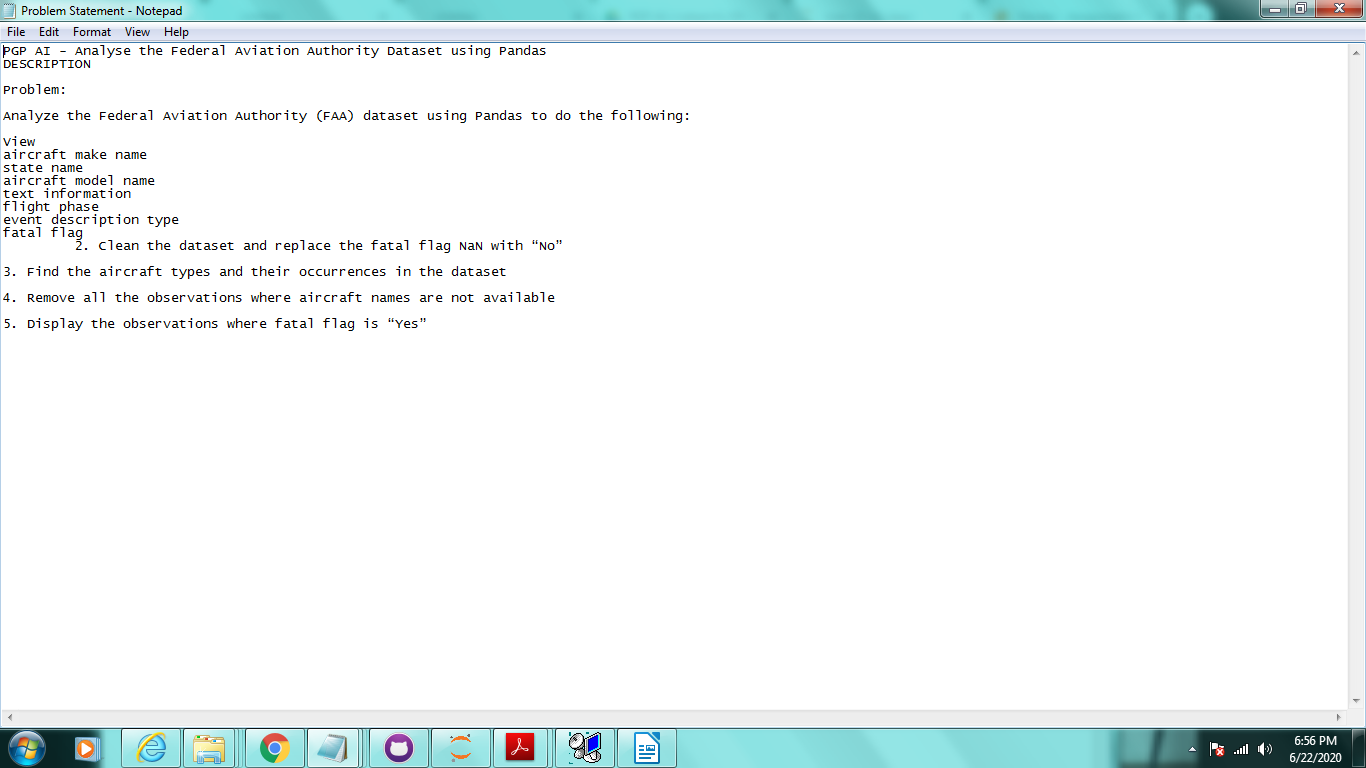 Problem Statement - Notepad
File Edit Format View Help
PGP AI - Analyse the Federal Aviation Authority Dataset using Pandas
DESCRIPTION
Problem:
Analyze the Federal Aviation Authority (FAA) dataset using Pandas to do the following:
View
aircraft make name
state name
aircraft model name
text information
flight phase
event description type
fatal flag
2. Clean the dataset and replace the fatal flag NaN with “No”
3. Find the aircraft types and their occurrences in the dataset
4. Remove all the observations where aircraft names are not available
5. Display the observations where fatal flag is “Yes”
6:56 PM
6/22/2020